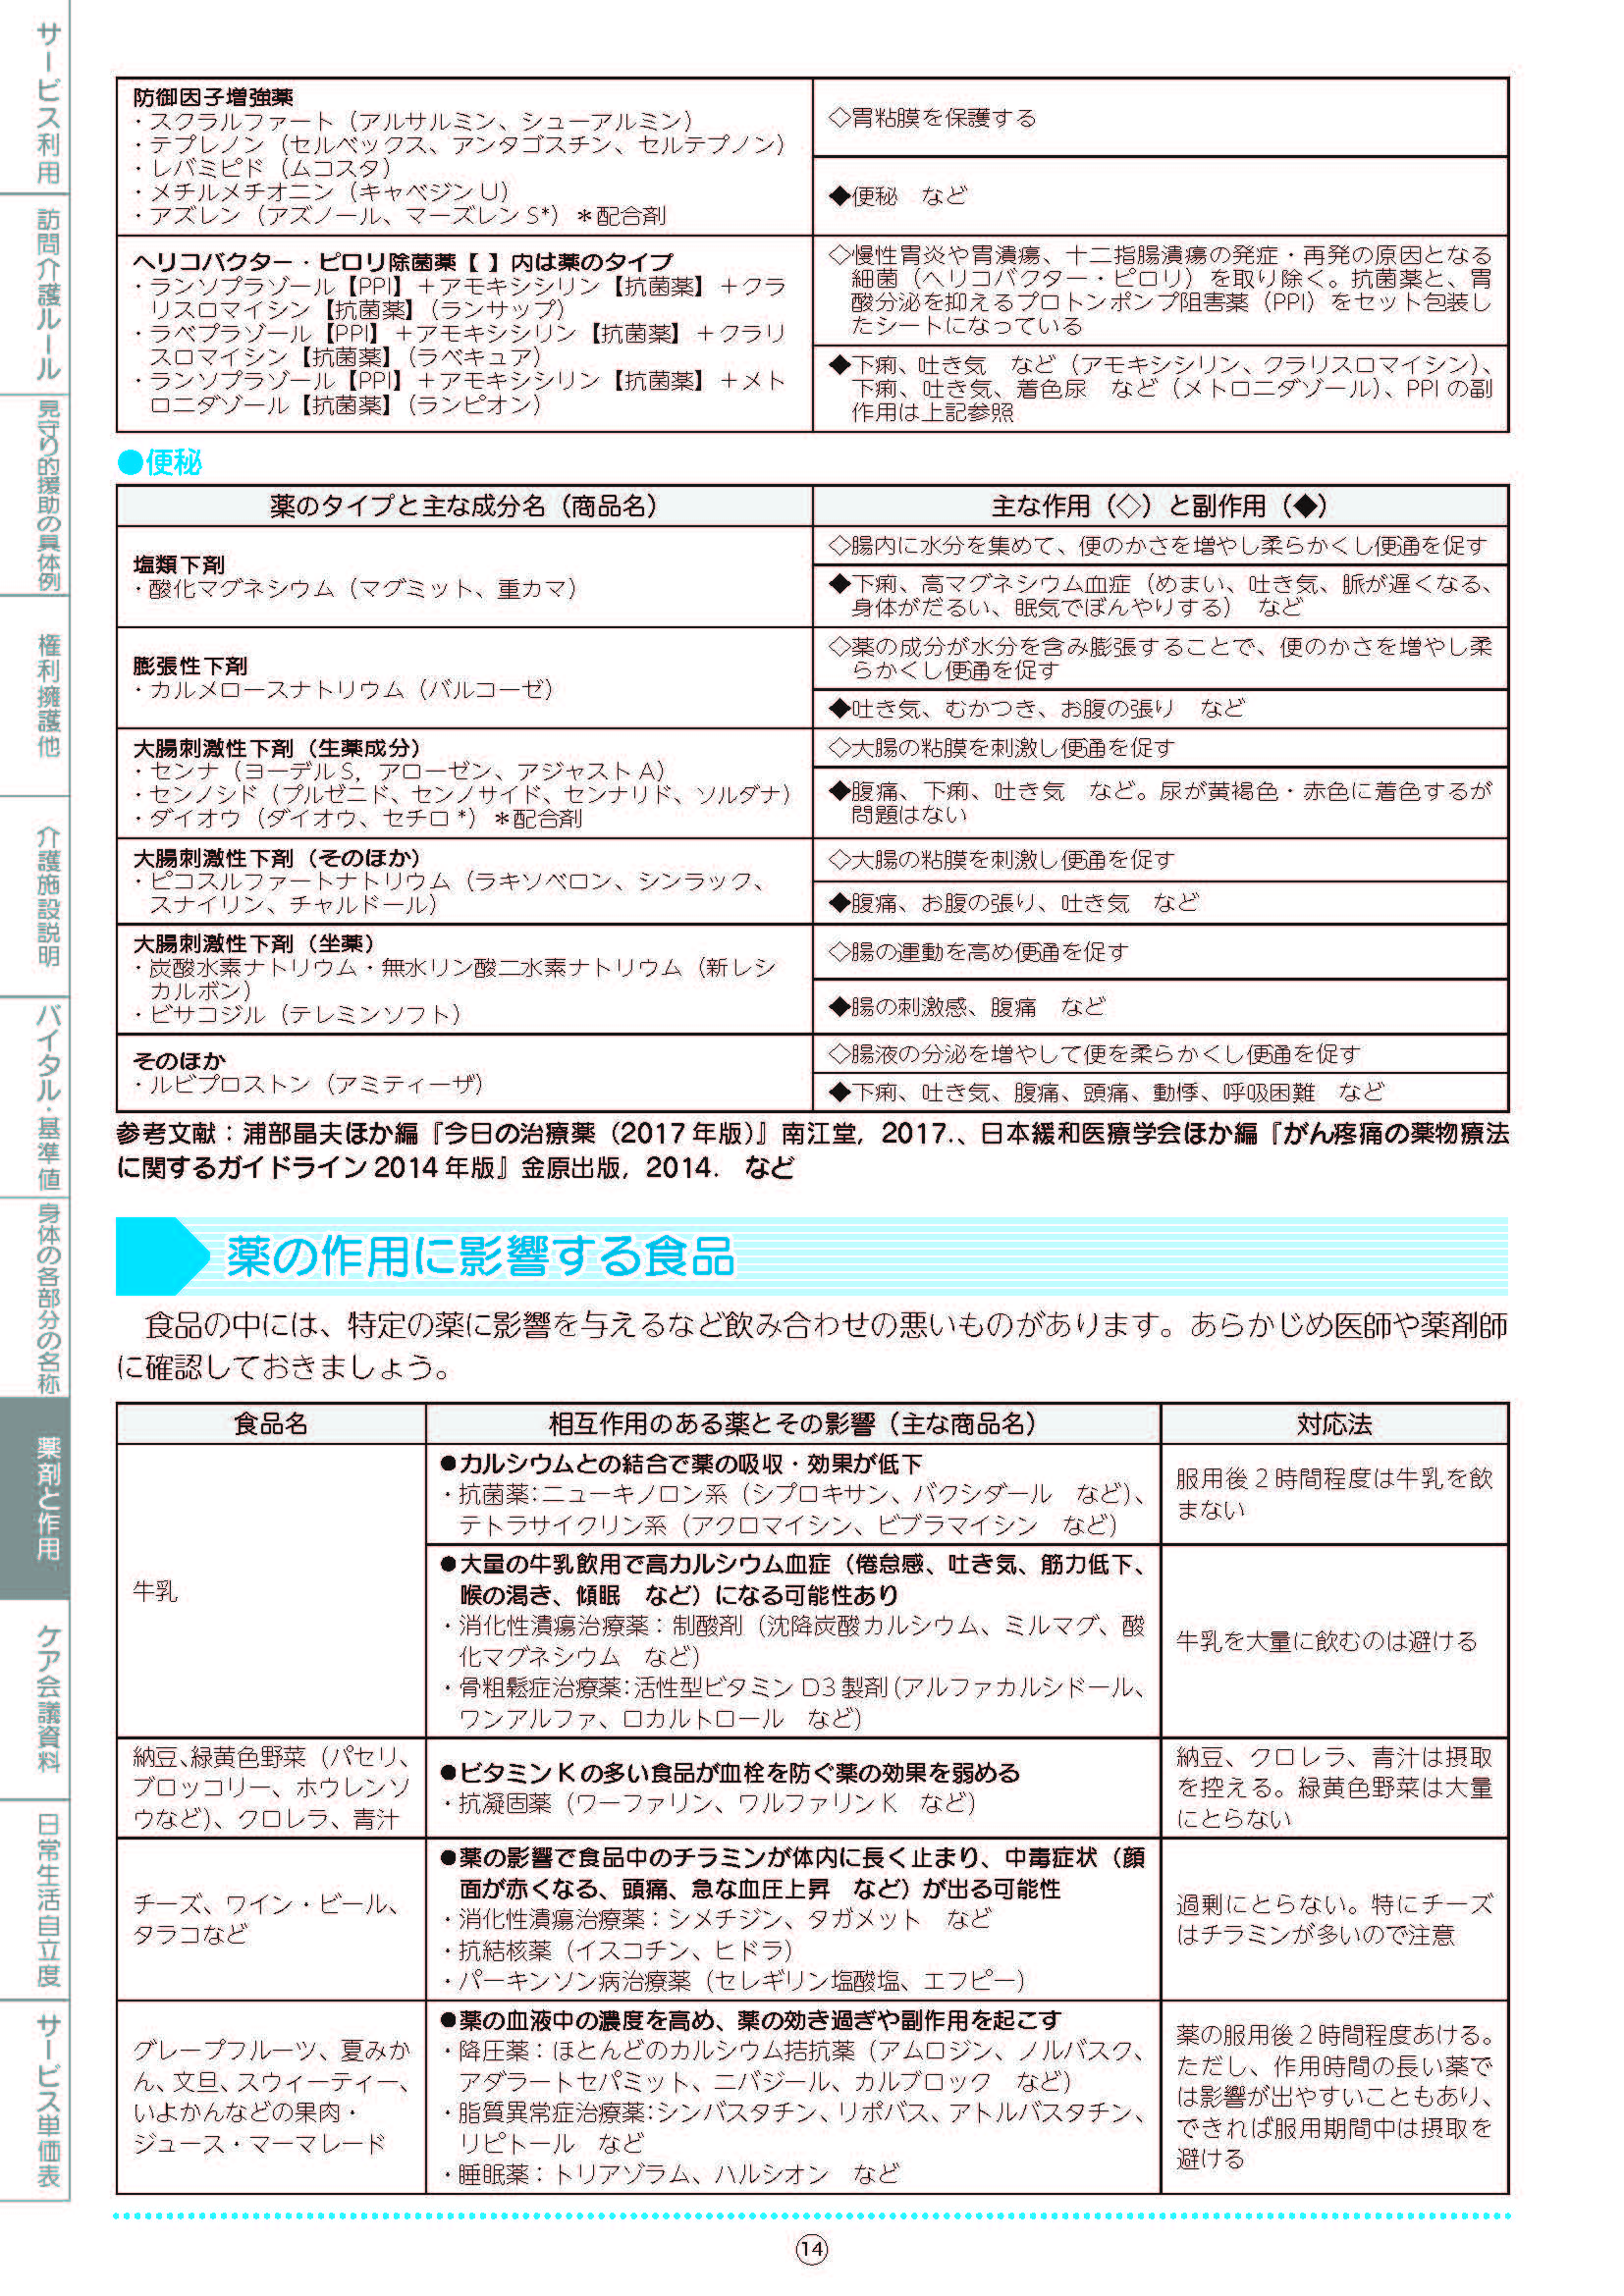 サービス利用
訪問介護ルール
見守り的援助の具体例
権利擁護他
介護施設説明
バイタル・基準値
身体の各部分の名称
薬剤と作用
ケア会議資料
日常生活自立度
サービス単価表
防御因子増強薬
・スクラルファート（アルサルミン、シューアルミン）
・テプレノン（セルベックス、アンタゴスチン、セルテプノン）
・レバミピド（ムコスタ）
・メチルメチオニン（キャベジンU）
・アズレン（アズノール、マーズレンS*）＊配合剤
◇胃粘膜を保護する
◆便秘　など
ヘリコバクター・ピロリ除菌薬【 】内は薬のタイプ
・ランソプラゾール【PPI】＋アモキシシリン【抗菌薬】＋クラ
リスロマイシン【抗菌薬】（ランサップ）
・ラベプラゾール【PPI】＋アモキシシリン【抗菌薬】＋クラリ
スロマイシン【抗菌薬】（ラベキュア）
・ランソプラゾール【PPI】＋アモキシシリン【抗菌薬】＋メト
ロニダゾール【抗菌薬】（ランピオン）
◇慢性胃炎や胃潰瘍、十二指腸潰瘍の発症・再発の原因となる
細菌（ヘリコバクター・ピロリ）を取り除く。抗菌薬と、胃
酸分泌を抑えるプロトンポンプ阻害薬（PPI）をセット包装し
たシートになっている
◆下痢、吐き気　など（アモキシシリン、クラリスロマイシン）、
下痢、吐き気、着色尿　など（メトロニダゾール）、PPIの副
作用は上記参照
●便秘
薬のタイプと主な成分名（商品名）
主な作用（◇）と副作用（◆）
塩類下剤
・酸化マグネシウム（マグミット、重カマ）
◇腸内に水分を集めて、便のかさを増やし柔らかくし便通を促す
◆下痢、高マグネシウム血症（めまい、吐き気、脈が遅くなる、
身体がだるい、眠気でぼんやりする）　など
膨張性下剤
・カルメロースナトリウム（バルコーゼ）
◇薬の成分が水分を含み膨張することで、便のかさを増やし柔
らかくし便通を促す
◆吐き気、むかつき、お腹の張り　など
大腸刺激性下剤（生薬成分）
・センナ（ヨーデルS，アローゼン、アジャストA）
・センノシド（プルゼニド、センノサイド、センナリド、ソルダナ）
・ダイオウ（ダイオウ、セチロ*）＊配合剤
◇大腸の粘膜を刺激し便通を促す
◆腹痛、下痢、吐き気　など。尿が黄褐色・赤色に着色するが
問題はない
大腸刺激性下剤（そのほか）
・ピコスルファートナトリウム（ラキソベロン、シンラック、
スナイリン、チャルドール）
◇大腸の粘膜を刺激し便通を促す
◆腹痛、お腹の張り、吐き気　など
大腸刺激性下剤（坐薬）
・炭酸水素ナトリウム・無水リン酸二水素ナトリウム（新レシ
カルボン）
・ビサコジル（テレミンソフト）
◇腸の運動を高め便通を促す
◆腸の刺激感、腹痛　など
そのほか
・ルビプロストン（アミティーザ）
◇腸液の分泌を増やして便を柔らかくし便通を促す
◆下痢、吐き気、腹痛、頭痛、動悸、呼吸困難　など
参考文献：浦部晶夫ほか編『今日の治療薬（2017年版）』南江堂，2017.、日本緩和医療学会ほか編『がん疼痛の薬物療法
に関するガイドライン2014年版』金原出版，2014．　など
薬の作用に影響する食品
食品の中には、特定の薬に影響を与えるなど飲み合わせの悪いものがあります。あらかじめ医師や薬剤師
に確認しておきましょう。
食品名
相互作用のある薬とその影響（主な商品名）
対応法
牛乳
●カルシウムとの結合で薬の吸収・効果が低下
・抗菌薬：ニューキノロン系（シプロキサン、バクシダール　など）、
テトラサイクリン系（アクロマイシン、ビブラマイシン　など）
服用後２時間程度は牛乳を飲
まない
●大量の牛乳飲用で高カルシウム血症（倦怠感、吐き気、筋力低下、
喉の渇き、傾眠　など）になる可能性あり
・消化性潰瘍治療薬：制酸剤（沈降炭酸カルシウム、ミルマグ、酸
化マグネシウム　など）
・骨粗鬆症治療薬：活性型ビタミンD3製剤（アルファカルシドール、
ワンアルファ、ロカルトロール　など）
牛乳を大量に飲むのは避ける
納豆、緑黄色野菜（パセリ、
ブロッコリー、ホウレンソ
ウなど）、クロレラ、青汁
●ビタミンKの多い食品が血栓を防ぐ薬の効果を弱める
・抗凝固薬（ワーファリン、ワルファリンK　など）
納豆、クロレラ、青汁は摂取
を控える。緑黄色野菜は大量
にとらない
チーズ、ワイン・ビール、
タラコなど
●薬の影響で食品中のチラミンが体内に長く止まり、中毒症状（顔
面が赤くなる、頭痛、急な血圧上昇　など）が出る可能性
・消化性潰瘍治療薬：シメチジン、タガメット　など
・抗結核薬（イスコチン、ヒドラ）
・パーキンソン病治療薬（セレギリン塩酸塩、エフピー）
過剰にとらない。特にチーズ
はチラミンが多いので注意
グレープフルーツ、夏みか
ん、文旦、スウィーティー、
いよかんなどの果肉・
ジュース・マーマレード
●薬の血液中の濃度を高め、薬の効き過ぎや副作用を起こす
・降圧薬：ほとんどのカルシウム拮抗薬（アムロジン、ノルバスク、
アダラートセパミット、ニバジール、カルブロック　など）
・脂質異常症治療薬：シンバスタチン、リポバス、アトルバスタチン、
リピトール　など
・睡眠薬：トリアゾラム、ハルシオン　など
薬の服用後２時間程度あける。
ただし、作用時間の長い薬で
は影響が出やすいこともあり、
できれば服用期間中は摂取を
避ける
14